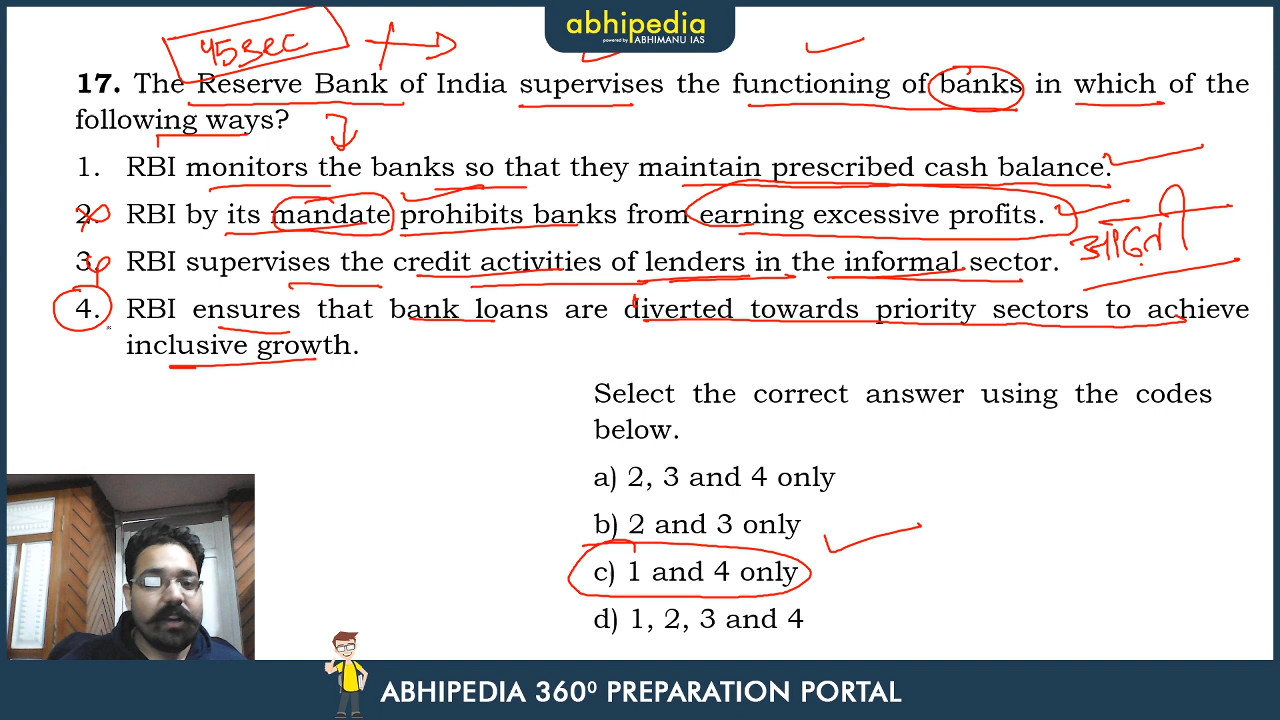 abhipedia
powered by ABHIMANU IAS
45 sec
17. The Reserve Bank of India supervises the functioning of banks in which of the
following ways?
1. RBI monitors the banks so that they maintain prescribed cash balance.
2. RBI by its mandate prohibits banks from earning excessive profits.
3. RBI supervises the credit activities of lenders in the informal sector.
4. RBI ensures that bank loans are diverted towards priority sectors to achieve
inclusive growth.
Select the correct answer using the codes
below.
a) 2, 3 and 4 only
b) 2 and 3 only
c) 1 and 4 only
d) 1, 2, 3 and 4
ABHIPEDIA 360⁰ PREPARATION PORTAL